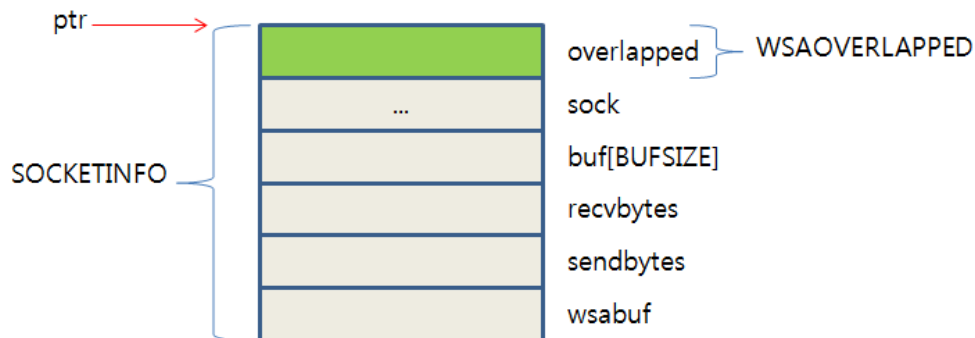 ptr
overlapped
WSAOVERLAPPED
...
sock
buf[BUFSIZE]
SOCKETINFO
recvbytes
sendbytes
wsabuf